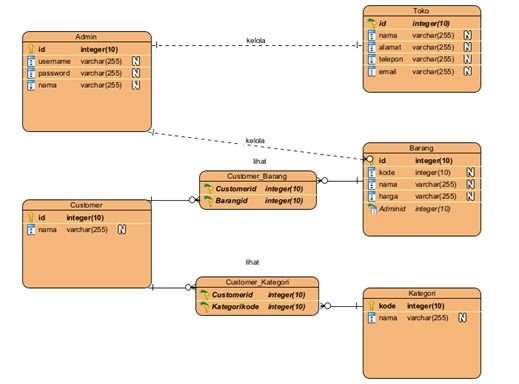 Toko
id integer(10)
nama varchar(255) N
alamat varchar(255) N
telepon varchar(255) N
email varchar(255) N
Admin
id integer(10)
username varchar(255) N
password varchar(255) N
nama varchar(255) N
kelola
kelola
Barang
id integer(10)
kode integer(10) N
nama varchar(255) N
harga varchar(255) N
Adminid integer(10)
lihat
Customer_Barang
Customerid integer(10)
Barangid integer(10)
Customer
id integer(10)
nama varchar(255) N
lihat
Customer_Kategori
Customerid integer(10)
Kategorikode integer(10)
Kategori
kode integer(10)
nama varchar(255) N